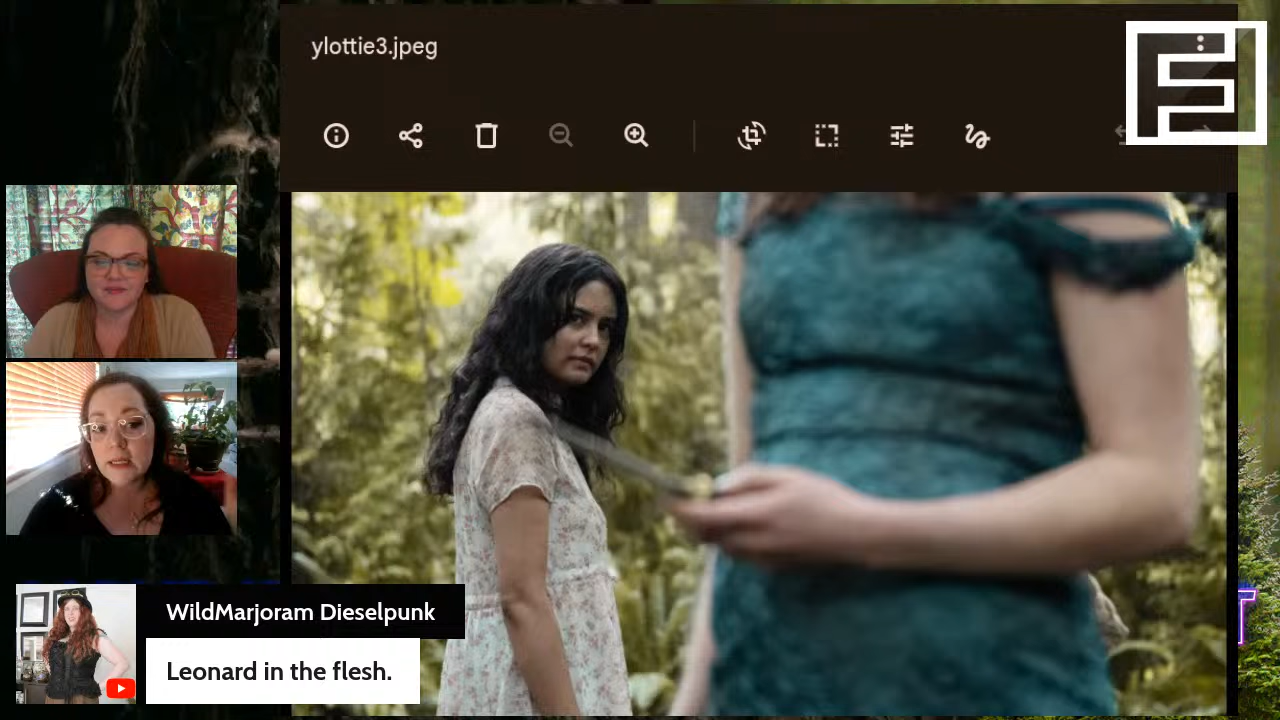 ylottie3.jpeg
WildMarjoram Dieselpunk
Leonard in the flesh.
T